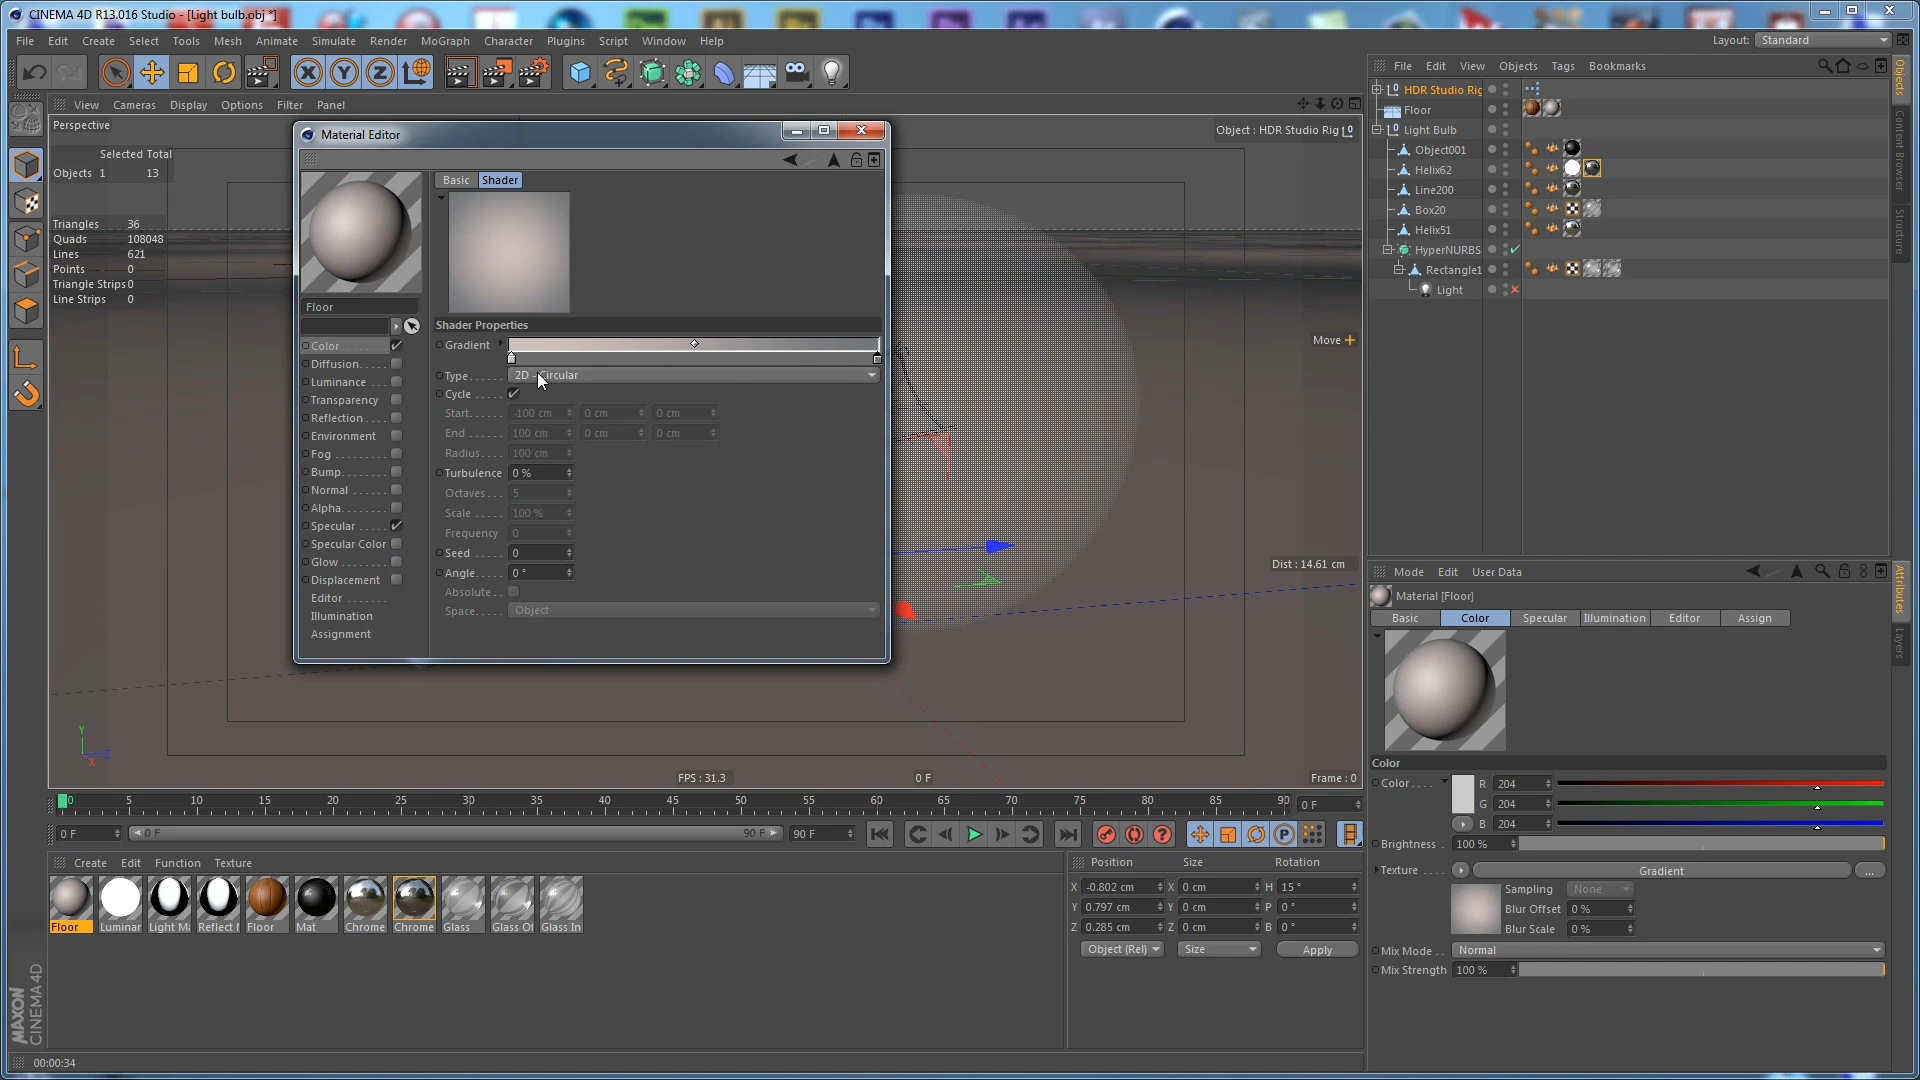 CINEMA 4D R13.016 Studio - [Light bulb.obj *]
File Edit Create Select Tools Mesh Animate Simulate Render MoGraph Character Plugins Script Window Help
Layout: Standard
View Cameras Display Options Filter Panel
Perspective
Object : HDR Studio Rig
Selected Total
Objects 1 13
Triangles 36
Quads 108048
Lines 621
Points 0
Triangle Strips 0
Line Strips 0
Move
Dist : 14.61 cm
Y
Z
X
FPS : 31.3
0 F
Frame : 0
Material Editor
Basic Shader
Floor
Color
Diffusion
Luminance
Transparency
Reflection
Environment
Fog
Bump
Normal
Alpha
Specular
Specular Color
Glow
Displacement
Editor
Illumination
Assignment
Shader Properties
Gradient
Type 2D - Circular
Cycle
Start -100 cm 0 cm 0 cm
End 100 cm 0 cm 0 cm
Radius 100 cm
Turbulence 0 %
Octaves 5
Scale 100 %
Frequency 0
Seed 0
Angle 0 °
Absolute
Space Object
File Edit View Objects Tags Bookmarks
HDR Studio Rig
Floor
Light Bulb
Object001
Helix62
Line200
Box20
Helix51
HyperNURBS
Rectangle1
Light
Objects
Content Browser
Structure
Mode Edit User Data
Material [Floor]
Basic Color Specular Illumination Editor Assign
Color
Color R 204
G 204
B 204
Brightness 100 %
Texture Gradient ...
Sampling None
Blur Offset 0 %
Blur Scale 0 %
Mix Mode Normal
Mix Strength 100 %
Attributes
Layers
0 5 10 15 20 25 30 35 40 45 50 55 60 65 70 75 80 85 90 0 F
0 F 0 F 90 F 90 F
Create Edit Function Texture
Floor Luminar Light Ma Reflect M Floor Mat Chrome Chrome Glass Glass O Glass In
Position Size Rotation
X -0.802 cm X 0 cm H 15 °
Y 0.797 cm Y 0 cm P 0 °
Z 0.285 cm Z 0 cm B 0 °
Object (Rel) Size Apply
MAXON
CINEMA 4D
00:00:34